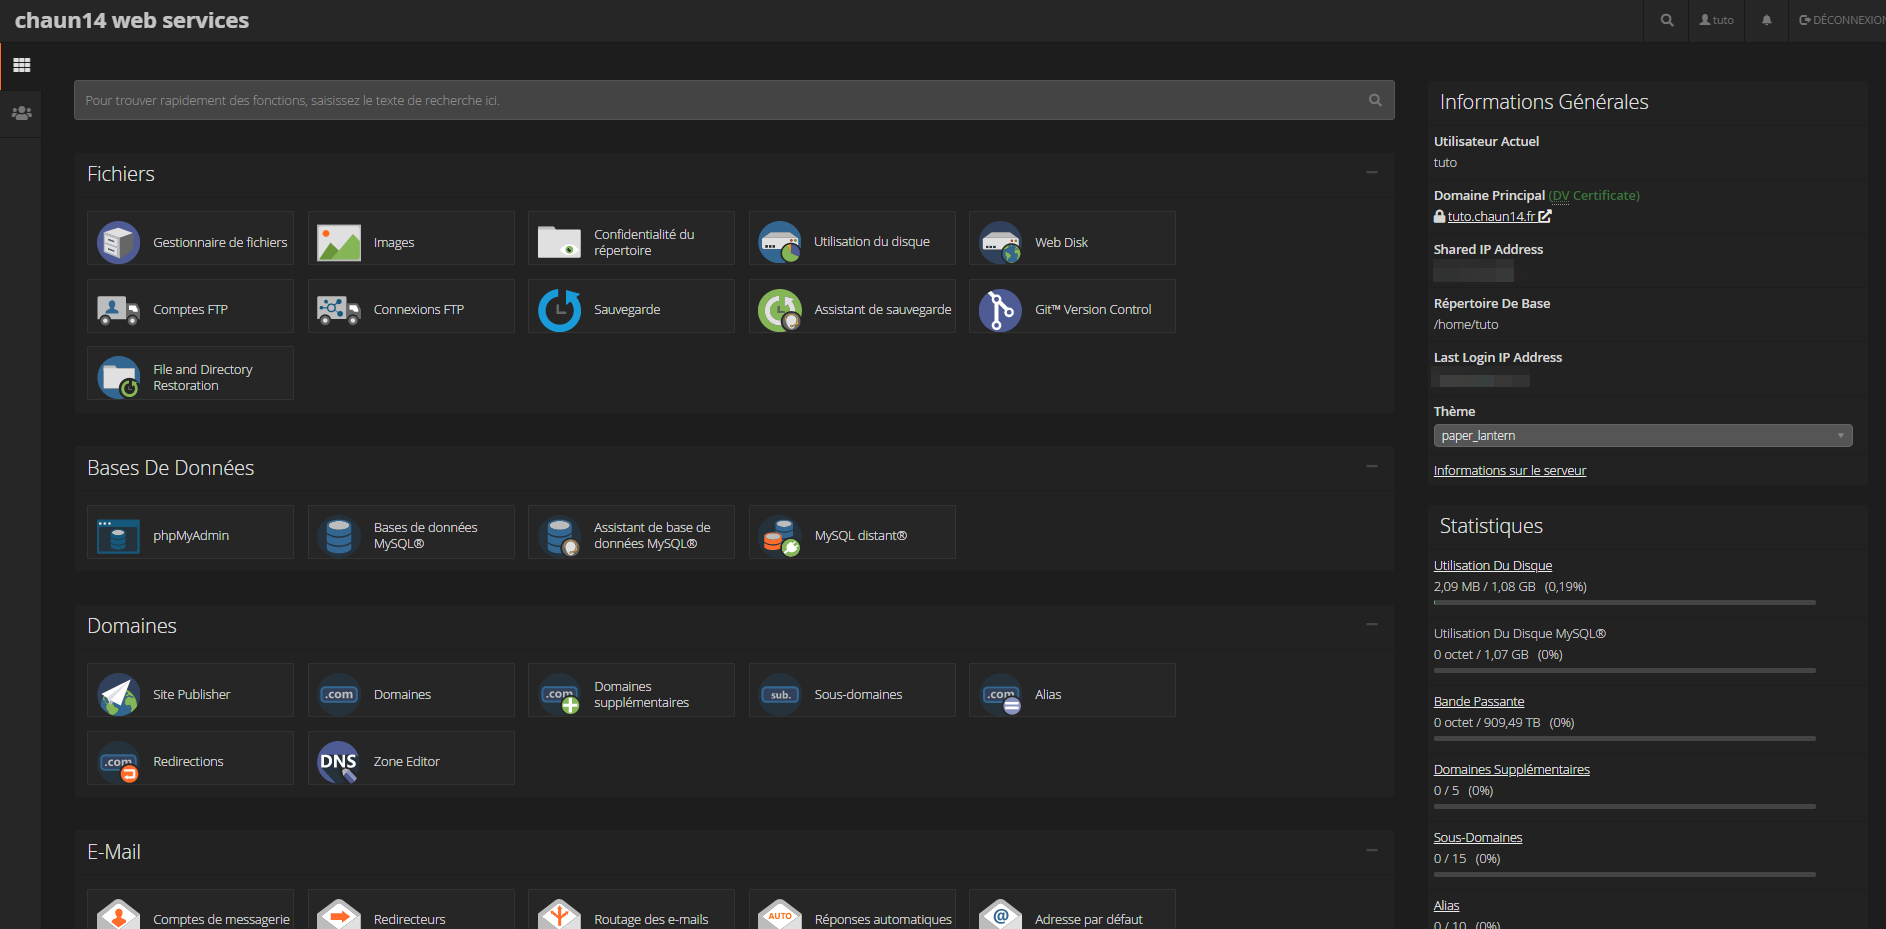 chaun14 web services
tuto
DÉCONNEXION
Pour trouver rapidement des fonctions, saisissez le texte de recherche ici.
Fichiers
Gestionnaire de fichiers
Images
Confidentialité du
répertoire
Utilisation du disque
Web Disk
Comptes FTP
Connexions FTP
Sauvegarde
Assistant de sauvegarde
Git™ Version Control
File and Directory
Restoration
Bases De Données
phpMyAdmin
Bases de données
MySQL®
Assistant de base de
données MySQL®
MySQL distant®
Domaines
Site Publisher
.com
Domaines
.com
Domaines
supplémentaires
sub.
Sous-domaines
.com
Alias
.com
Redirections
DNS
Zone Editor
E-Mail
Comptes de messagerie
Redirecteurs
Routage des e-mails
AUTO
Réponses automatiques
@
Adresse par défaut
Informations Générales
Utilisateur Actuel
tuto
Domaine Principal (DV Certificate)
tuto.chaun14.fr
Shared IP Address
Répertoire De Base
/home/tuto
Last Login IP Address
Thème
paper_lantern
Informations sur le serveur
Statistiques
Utilisation Du Disque
2,09 MB / 1,08 GB (0,19%)
Utilisation Du Disque MySQL®
0 octet / 1,07 GB (0%)
Bande Passante
0 octet / 909,49 TB (0%)
Domaines Supplémentaires
0 / 5 (0%)
Sous-Domaines
0 / 15 (0%)
Alias
0 / 10 (0%)